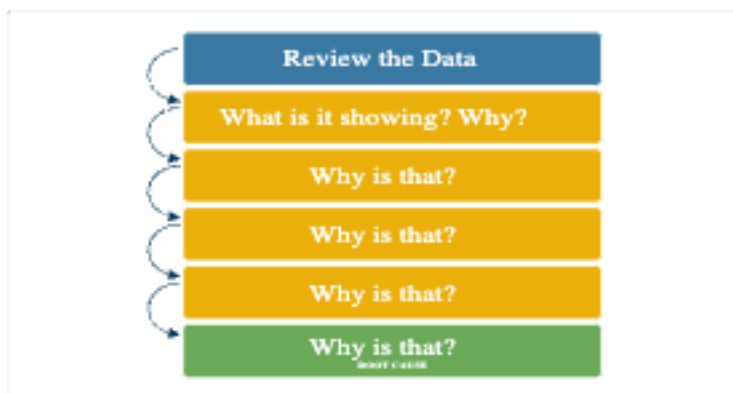 Review the Data
What is it showing? Why?
Why is that?
Why is that?
Why is that?
Why is that?
ROOT CAUSE